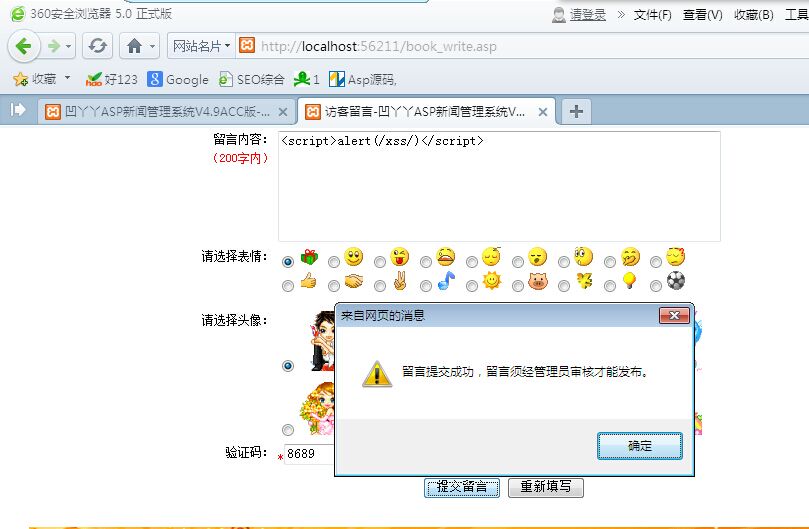 360安全浏览器 5.0 正式版
请登录 » 文件(F) 查看(V) 收藏(B) 工具
网站名片 http://localhost:56211/book_write.asp
收藏 好123 Google SEO综合 1 Asp源码,
凹丫丫ASP新闻管理系统V4.9ACC版-... 访客留言-凹丫丫ASP新闻管理系统V...
留言内容: <script>alert(/xss/)</script>
(200字内)
请选择表情:
请选择头像:
来自网页的消息
留言提交成功，留言须经管理员审核才能发布。
确定
验证码: * 8689
提交留言 重新填写